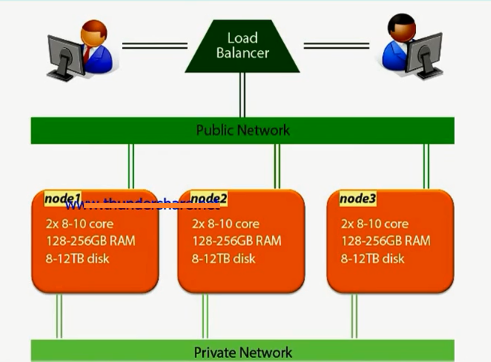 Load
Balancer
Public Network
node1
2x 8-10 core
128-256GB RAM
8-12TB disk
node2
2x 8-10 core
128-256GB RAM
8-12TB disk
node3
2x 8-10 core
128-256GB RAM
8-12TB disk
Private Network